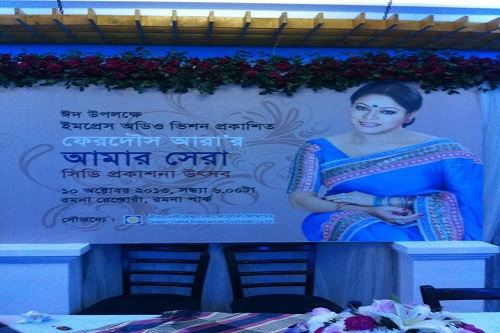 ঈদ উপলক্ষে
ইমপ্রেস অডিও ভিশন প্রকাশিত
ফেরদৌস আরা'র
আমার সেরা
সিডি প্রকাশনা উৎসব
১০ অক্টোবর ২০১৩, সন্ধ্যা ৬.০০টা
রমনা রেস্তোরাঁ, রমনা পার্ক
সৌজন্যে :